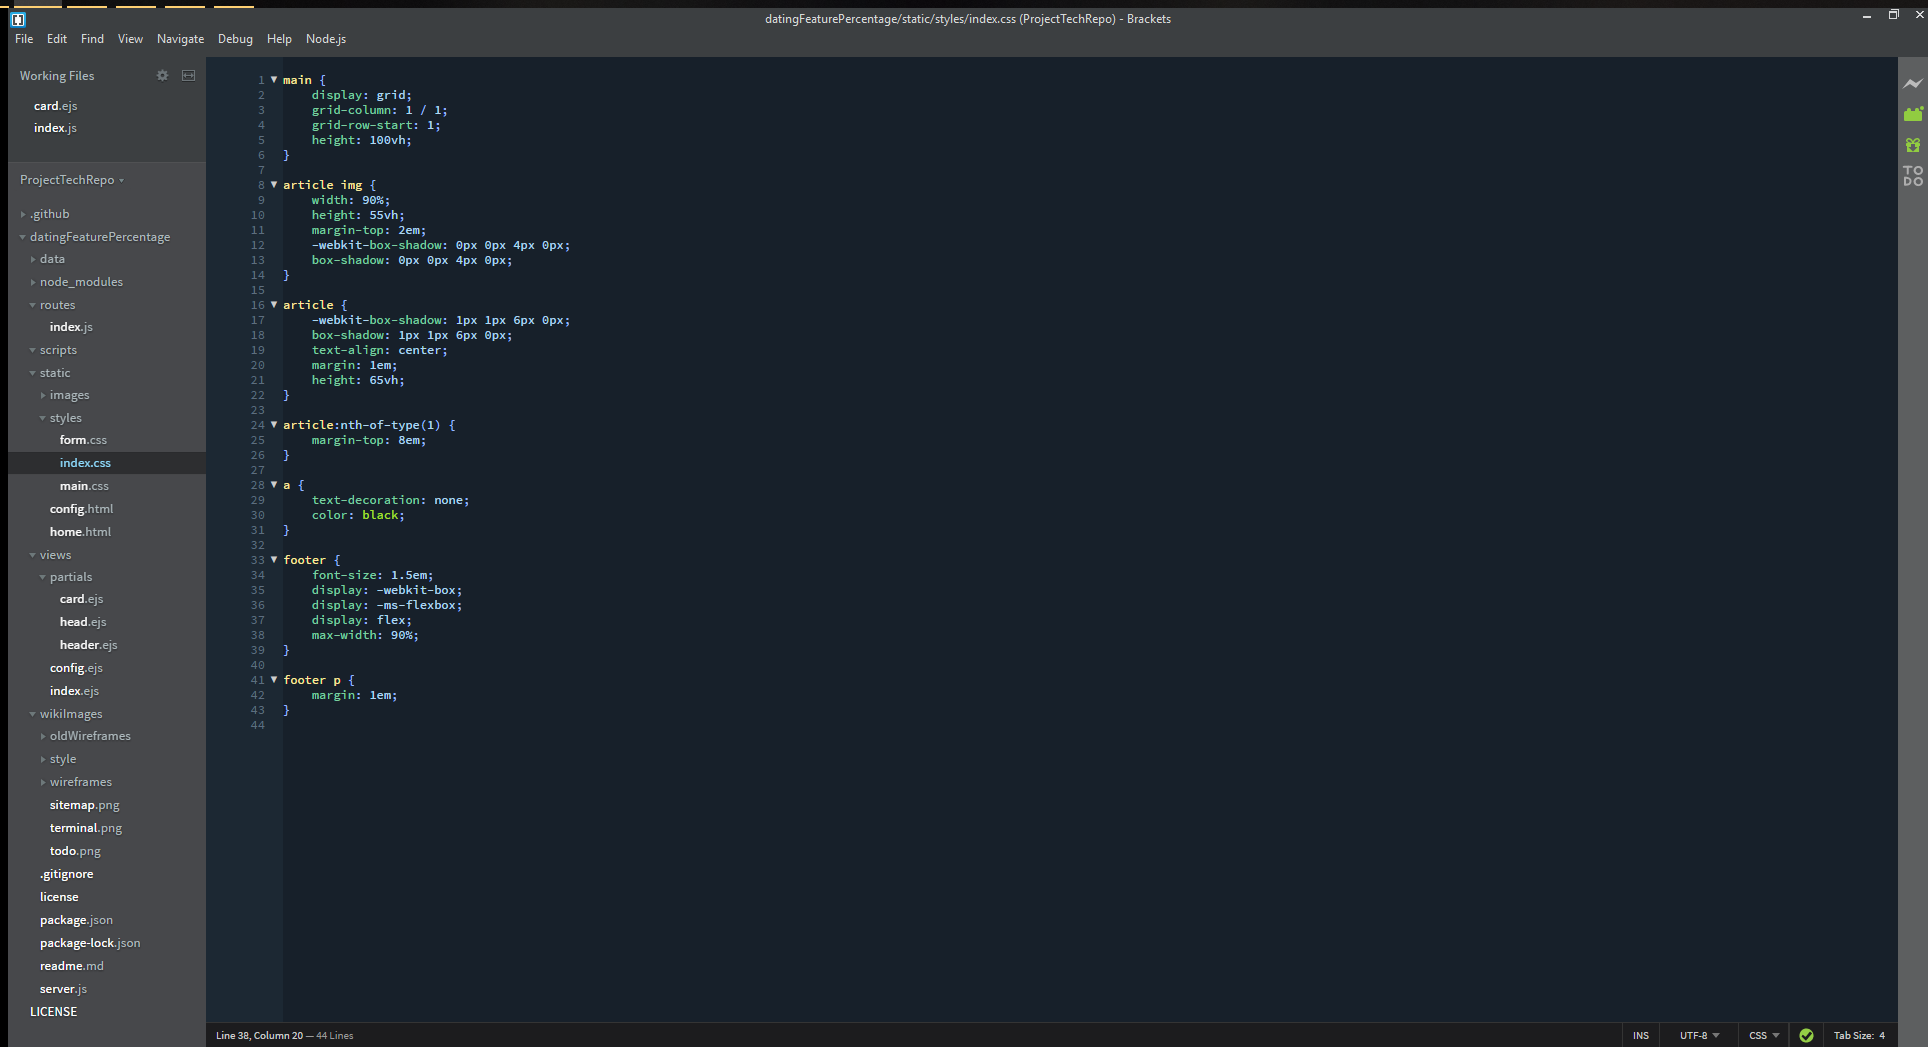 datingFeaturePercentage/static/styles/index.css (ProjectTechRepo) - Brackets
File Edit Find View Navigate Debug Help Node.js
Working Files
card.ejs
index.js
ProjectTechRepo
.github
datingFeaturePercentage
data
node_modules
routes
index.js
scripts
static
images
styles
form.css
index.css
main.css
config.html
home.html
views
partials
card.ejs
head.ejs
header.ejs
config.ejs
index.ejs
wikiImages
oldWireframes
style
wireframes
sitemap.png
terminal.png
todo.png
.gitignore
license
package.json
package-lock.json
readme.md
server.js
LICENSE
1 main {
2 display: grid;
3 grid-column: 1 / 1;
4 grid-row-start: 1;
5 height: 100vh;
6 }
7
8 article img {
9 width: 90%;
10 height: 55vh;
11 margin-top: 2em;
12 -webkit-box-shadow: 0px 0px 4px 0px;
13 box-shadow: 0px 0px 4px 0px;
14 }
15
16 article {
17 -webkit-box-shadow: 1px 1px 6px 0px;
18 box-shadow: 1px 1px 6px 0px;
19 text-align: center;
20 margin: 1em;
21 height: 65vh;
22 }
23
24 article:nth-of-type(1) {
25 margin-top: 8em;
26 }
27
28 a {
29 text-decoration: none;
30 color: black;
31 }
32
33 footer {
34 font-size: 1.5em;
35 display: -webkit-box;
36 display: -ms-flexbox;
37 display: flex;
38 max-width: 90%;
39 }
40
41 footer p {
42 margin: 1em;
43 }
44
TO
DO
Line 38, Column 20 — 44 Lines
INS UTF-8 CSS Tab Size: 4